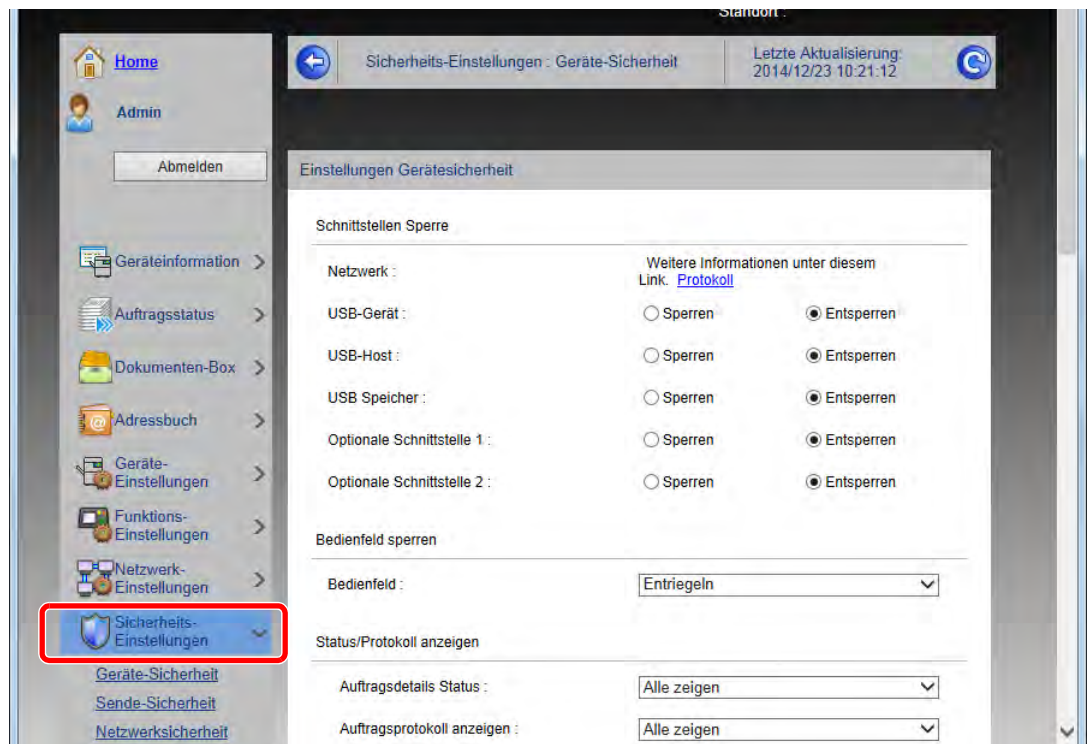 Standort :
Home
Sicherheits-Einstellungen : Geräte-Sicherheit
Letzte Aktualisierung:
2014/12/23 10:21:12
Admin
Abmelden
Geräteinformation
Auftragsstatus
Dokumenten-Box
Adressbuch
Geräte-
Einstellungen
Funktions-
Einstellungen
Netzwerk-
Einstellungen
Sicherheits-
Einstellungen
Geräte-Sicherheit
Sende-Sicherheit
Netzwerksicherheit
Einstellungen Gerätesicherheit
Schnittstellen Sperre
Netzwerk :
Weitere Informationen unter diesem
Link. Protokoll
USB-Gerät : Sperren Entsperren
USB-Host : Sperren Entsperren
USB Speicher : Sperren Entsperren
Optionale Schnittstelle 1 : Sperren Entsperren
Optionale Schnittstelle 2 : Sperren Entsperren
Bedienfeld sperren
Bedienfeld : Entriegeln
Status/Protokoll anzeigen
Auftragsdetails Status : Alle zeigen
Auftragsprotokoll anzeigen : Alle zeigen